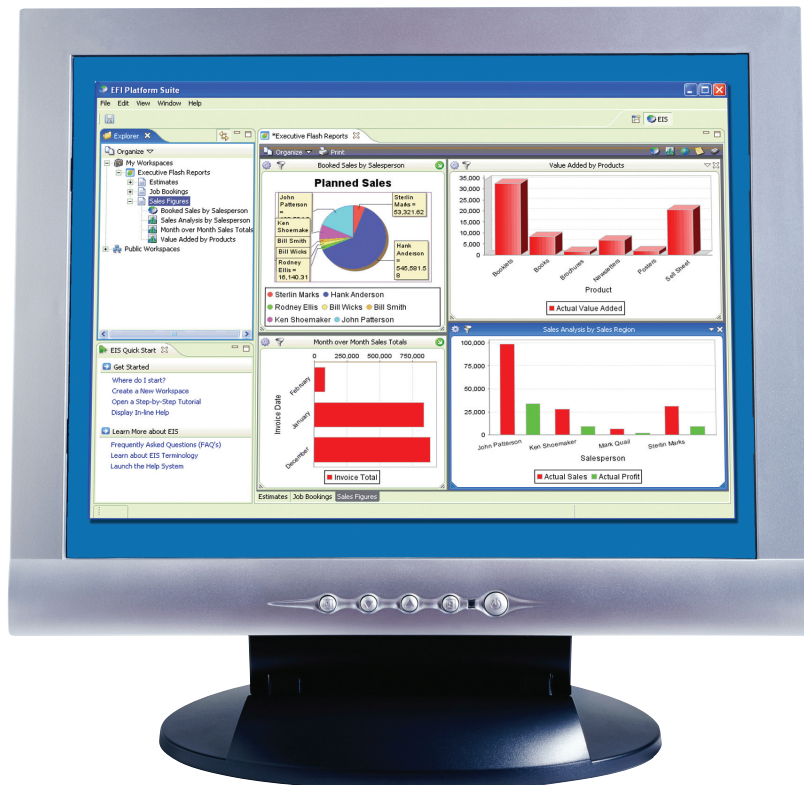 EFI Platform Suite
File Edit View Window Help
EIS
Explorer
Organize
My Workspaces
Executive Flash Reports
Estimates
Job Bookings
Sales Figures
Booked Sales by Salesperson
Sales Analysis by Salesperson
Month over Month Sales Totals
Value Added by Products
Public Workspaces
EIS Quick Start
Get Started
Where do I start?
Create a New Workspace
Open a Step-by-Step Tutorial
Display In-line Help
Learn More about EIS
Frequently Asked Questions (FAQ's)
Learn about EIS Terminology
Launch the Help System
*Executive Flash Reports
Organize Print
Booked Sales by Salesperson
Planned Sales
John
Patterson
=
Ken
Shoemake
Bill Smith
Bill Wicks
Rodney
Ellis =
16,140.31
Sterlin
Marks =
53,321.62
Hank
Anderson
=
546,581.5
8
Sterlin Marks Hank Anderson
Rodney Ellis Bill Wicks Bill Smith
Ken Shoemaker John Patterson
Value Added by Products
35,000
30,000
25,000
20,000
15,000
10,000
5,000
0
Booklets Books Brochures Newsletters Posters Sell Sheet
Product
Actual Value Added
Month over Month Sales Totals
0 250,000 500,000 750,000
Invoice Date
February
January
December
Invoice Total
Sales Analysis by Sales Region
100,000
75,000
50,000
25,000
0
John Patterson Ken Shoemaker Mark Quail Sterlin Marks
Salesperson
Actual Sales Actual Profit
Estimates Job Bookings Sales Figures